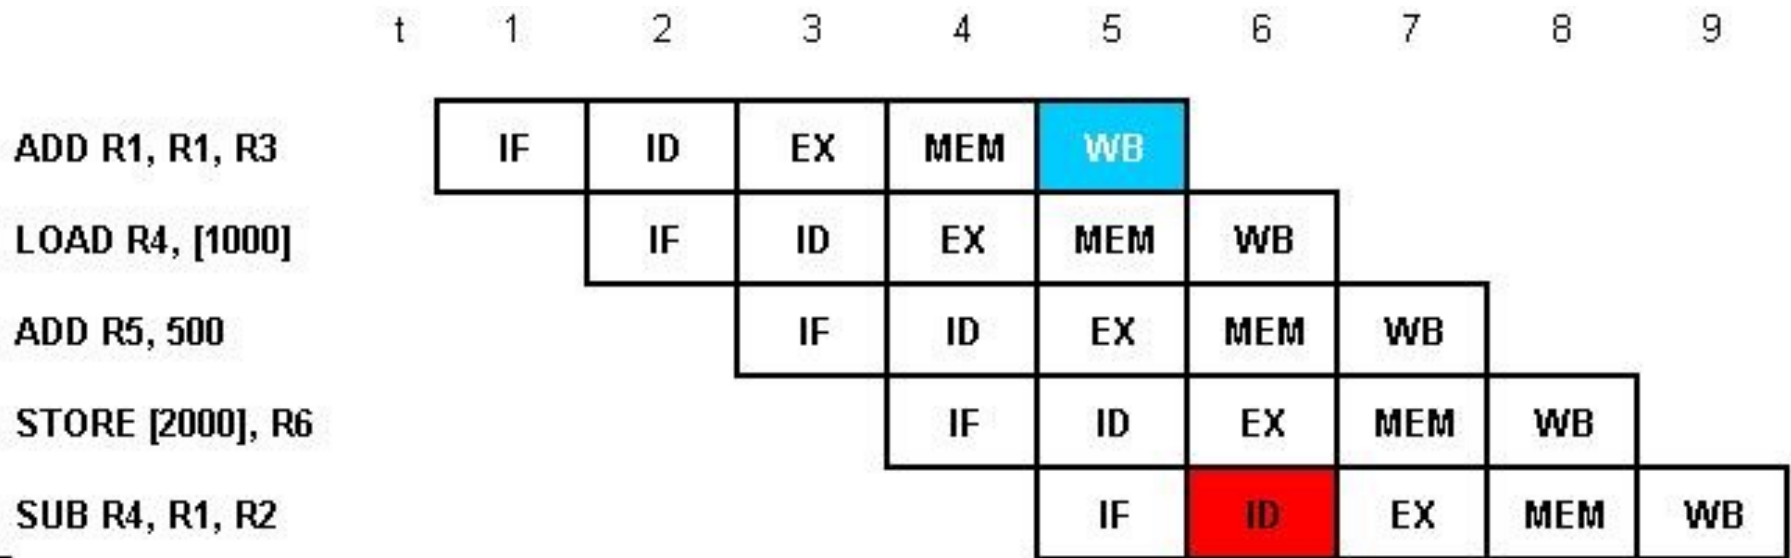 t 1 2 3 4 5 6 7 8 9
ADD R1, R1, R3 IF ID EX MEM WB
LOAD R4, [1000] IF ID EX MEM WB
ADD R5, 500 IF ID EX MEM WB
STORE [2000], R6 IF ID EX MEM WB
SUB R4, R1, R2 IF ID EX MEM WB